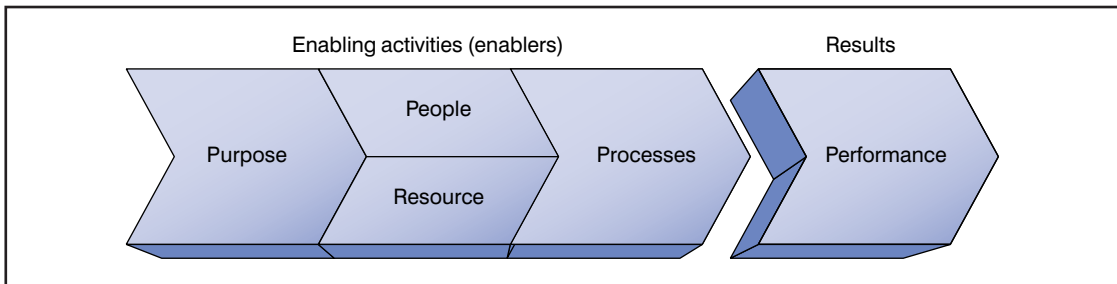 Enabling activities (enablers)
Results
Purpose
People
Resource
Processes
Performance